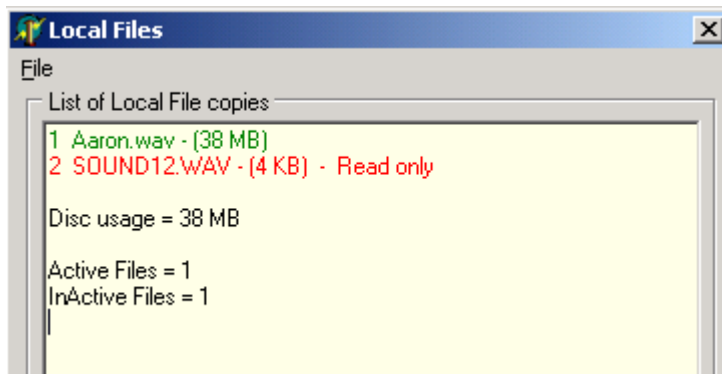 Local Files
File
List of Local File copies
1 Aaron.wav - (38 MB)
2 SOUND12.WAV - (4 KB) - Read only
Disc usage = 38 MB
Active Files = 1
InActive Files = 1